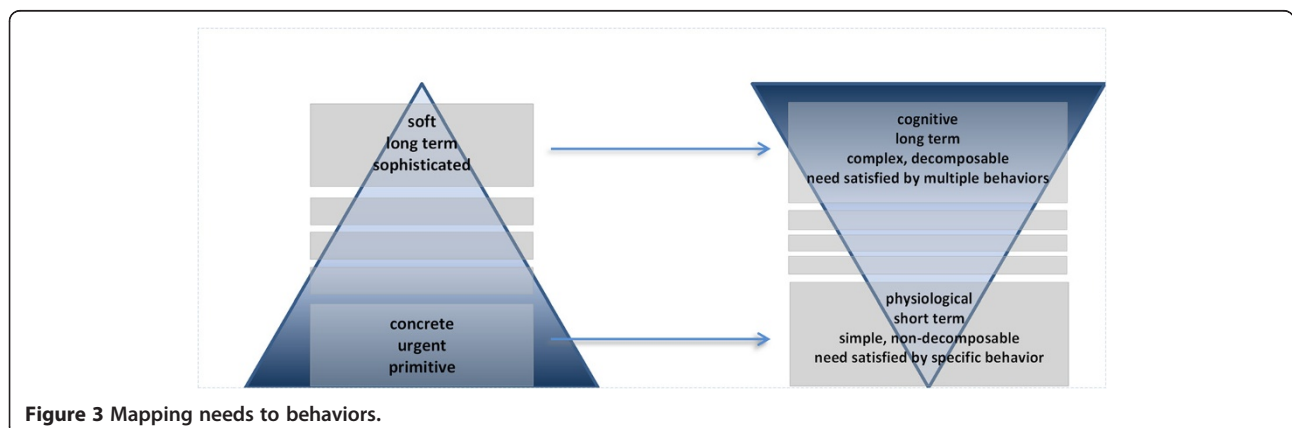 soft
long term
sophisticated
concrete
urgent
primitive
cognitive
long term
complex, decomposable
need satisfied by multiple behaviors
physiological
short term
simple, non-decomposable
need satisfied by specific behavior
Figure 3 Mapping needs to behaviors.